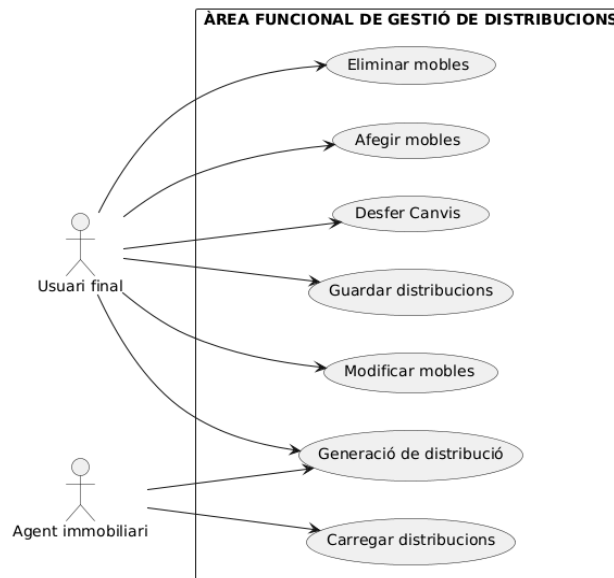 ÀREA FUNCIONAL DE GESTIÓ DE DISTRIBUCIONS
Eliminar mobles
Afegir mobles
Desfer Canvis
Usuari final
Guardar distribucions
Modificar mobles
Generació de distribució
Agent immobiliari
Carregar distribucions